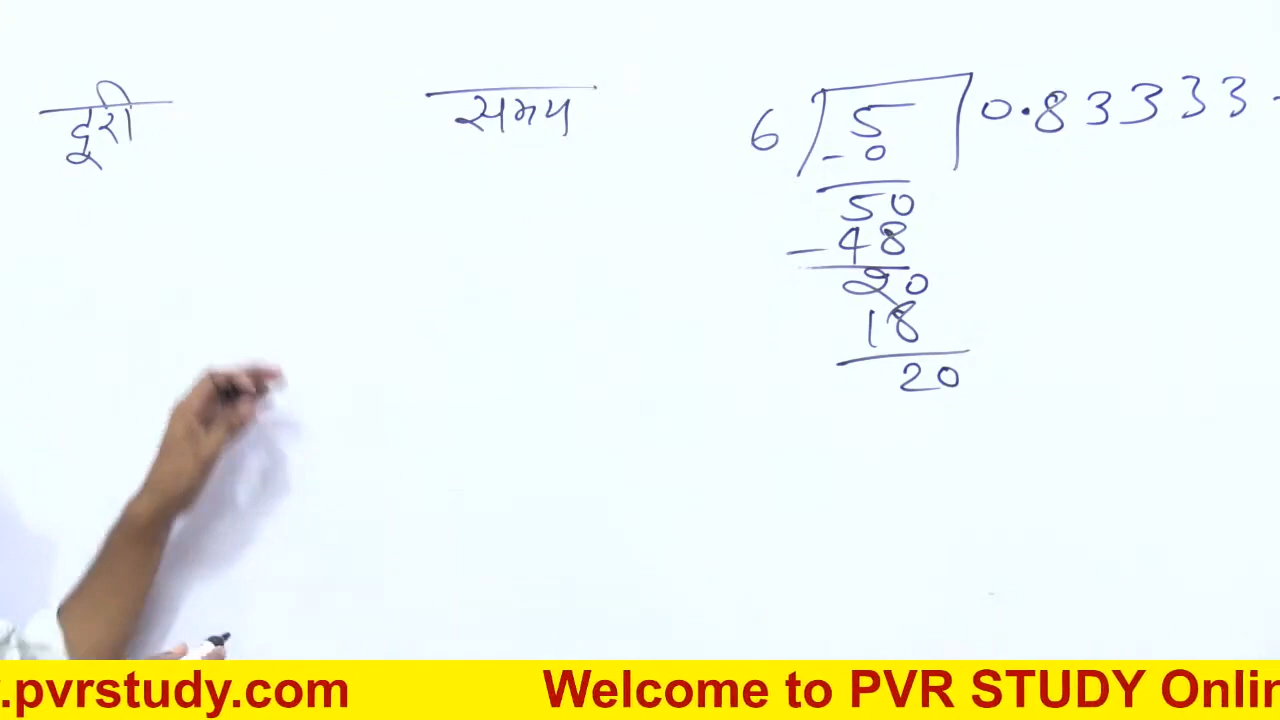 दूरी समय
6 5 0.83333
- 0
50
- 48
20
18
20
.pvrstudy.com Welcome to PVR STUDY Onlin